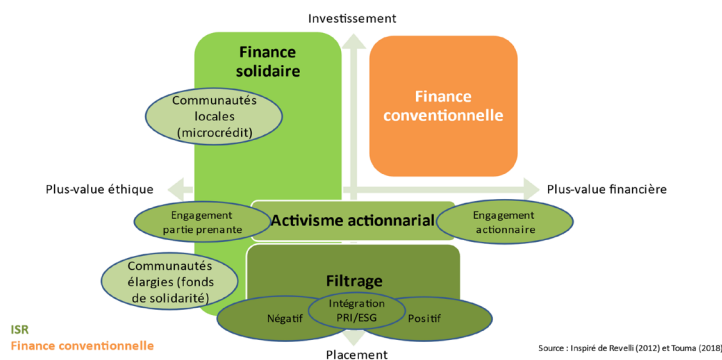 Investissement
Finance
solidaire
Communautés
locales
(microcrédit)
Finance
conventionnelle
Plus-value éthique
Plus-value financière
Engagement
partie prenante
Activisme actionnarial
Engagement
actionnaire
Communautés
élargies (fonds
de solidarité)
Filtrage
Négatif
Intégration
PRI/ESG
Positif
ISR
Finance conventionnelle
Placement
Source : Inspiré de Revelli (2012) et Touma (2018)